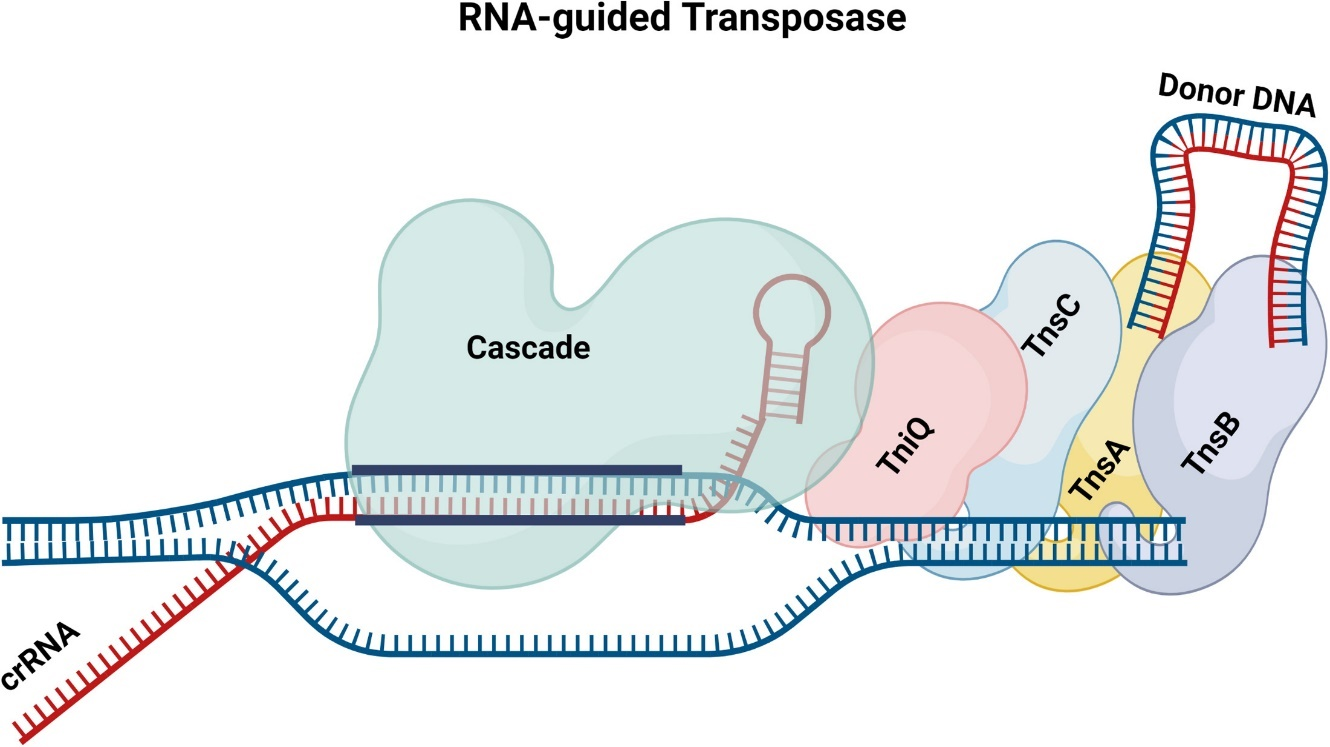 RNA-guided Transposase
Donor DNA
Cascade
TnsC
TniQ
TnsA
TnsB
crRNA